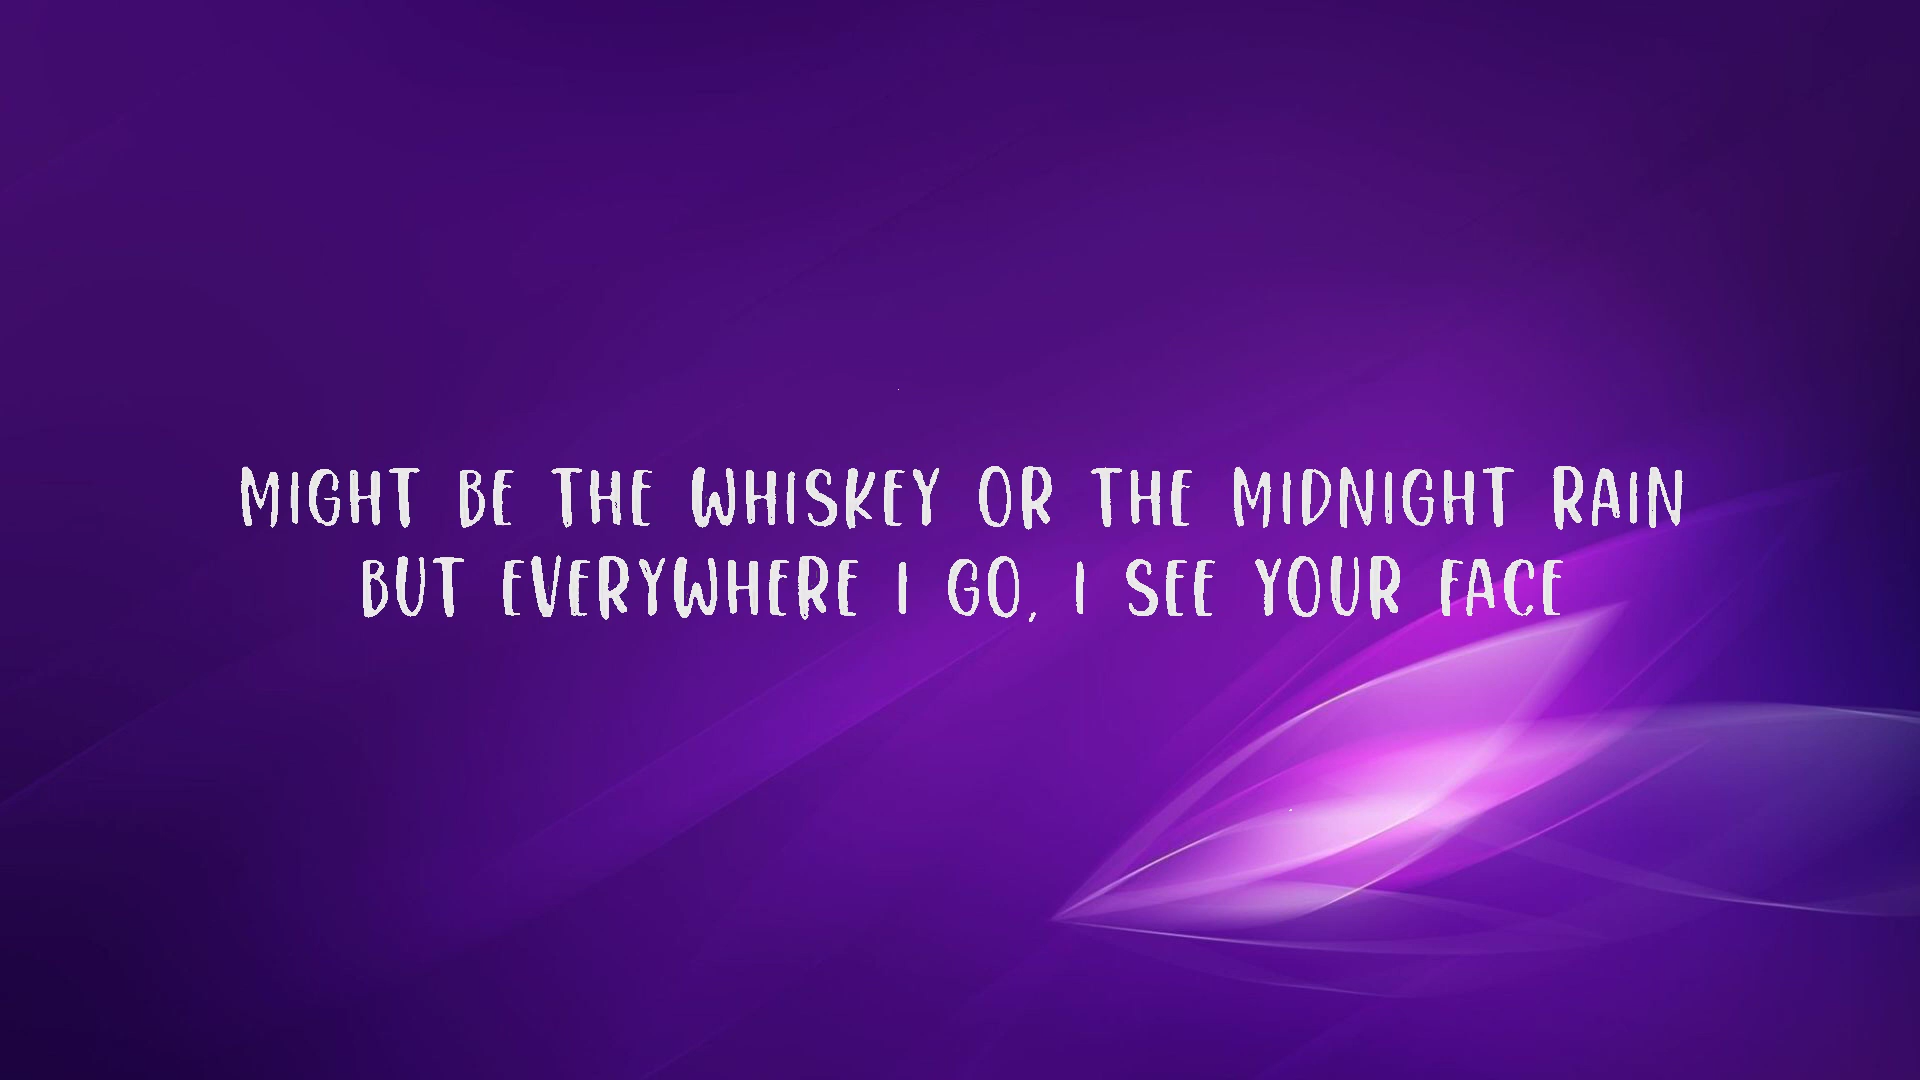 MIGHT BE THE WHISKEY OR THE MIDNIGHT RAIN
BUT EVERYWHERE I GO, I SEE YOUR FACE